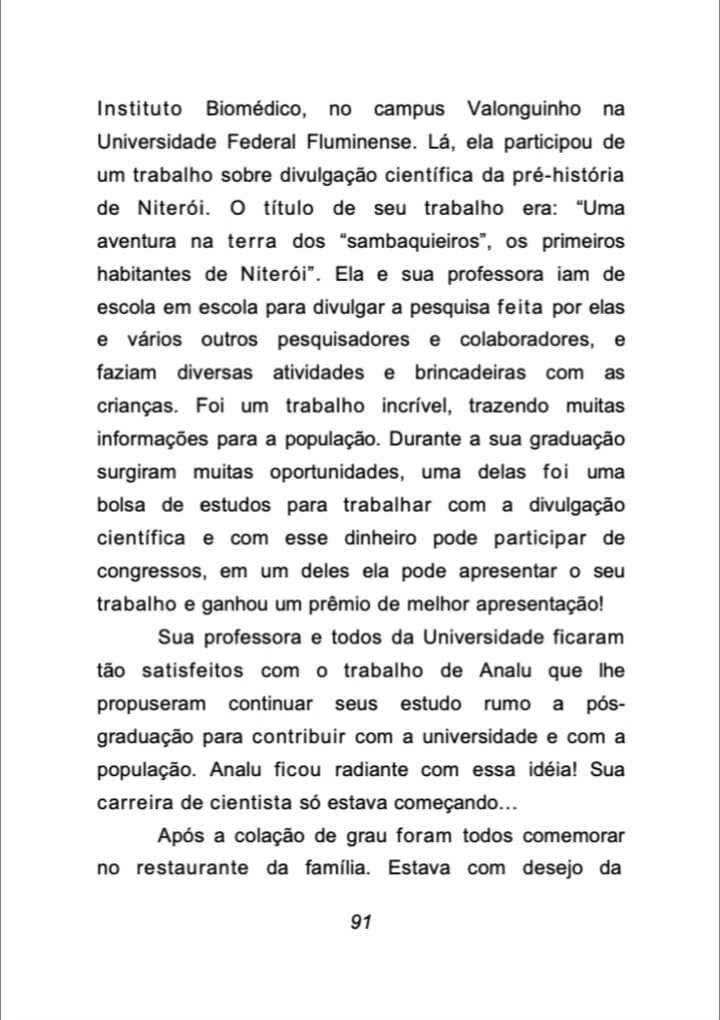 Instituto Biomédico, no campus Valonguinho na
Universidade Federal Fluminense. Lá, ela participou de
um trabalho sobre divulgação científica da pré-história
de Niterói. O título de seu trabalho era: “Uma
aventura na terra dos “sambaquieiros”, os primeiros
habitantes de Niterói”. Ela e sua professora iam de
escola em escola para divulgar a pesquisa feita por elas
e vários outros pesquisadores e colaboradores, e
faziam diversas atividades e brincadeiras com as
crianças. Foi um trabalho incrível, trazendo muitas
informações para a população. Durante a sua graduação
surgiram muitas oportunidades, uma delas foi uma
bolsa de estudos para trabalhar com a divulgação
científica e com esse dinheiro pode participar de
congressos, em um deles ela pode apresentar o seu
trabalho e ganhou um prêmio de melhor apresentação!
Sua professora e todos da Universidade ficaram
tão satisfeitos com o trabalho de Analu que lhe
propuseram continuar seus estudo rumo a pós-
graduação para contribuir com a universidade e com a
população. Analu ficou radiante com essa idéia! Sua
carreira de cientista só estava começando...
Após a colação de grau foram todos comemorar
no restaurante da família. Estava com desejo da
91